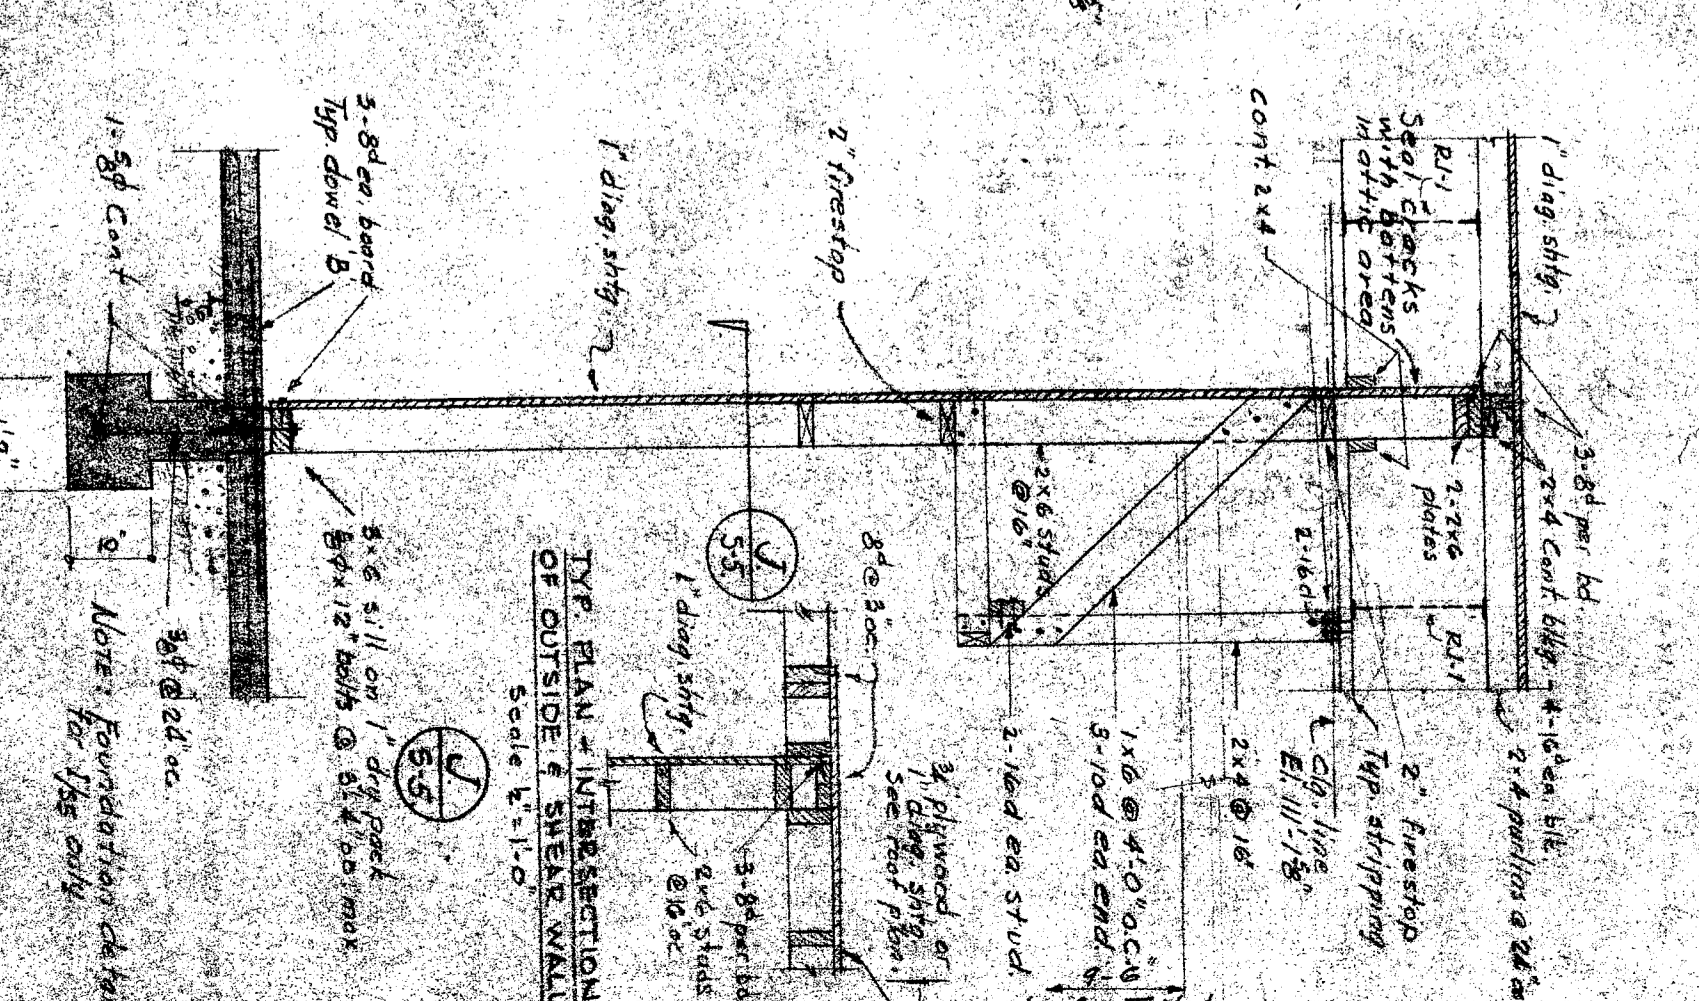 1" diag. shtg.
3-8d per bd.
2x4 Cont blkg - 4-16d ea. blk.
2x4 purlins @ 24" oc
RJ-1
Seal cracks
with battens
in attic area
2-2x6
plates
RJ-1
cont 2x4
2-16d
2" firestop
Typ. stripping
Clg. line
El. 111'-1 5/8"
2x4 @ 16"
2x6 studs
@ 16"
1x6 @ 4'-0" o.c.
3-10d ea end
2-16d ea stud
2" firestop
8d @ 3" oc.
3/8" plywood or
1" diag. shtg.
See roof plan.
J
5-5
1" diag. shtg.
1" diag. shtg.
3-8d per bd
2x6 studs
@ 16" oc
TYP. PLAN - INTERSECTION
OF OUTSIDE & SHEAR WALL
Scale ½"=1'-0"
J
5-5
3-8d ea. board
Typ. dowel 'B'
3x6 sill on 1" dry pack
5/8φ x 12" bolts @ 5'-4" oc max
6"
1-5/8φ Cont
3/8φ @ 24" oc.
Note: Foundation
for only